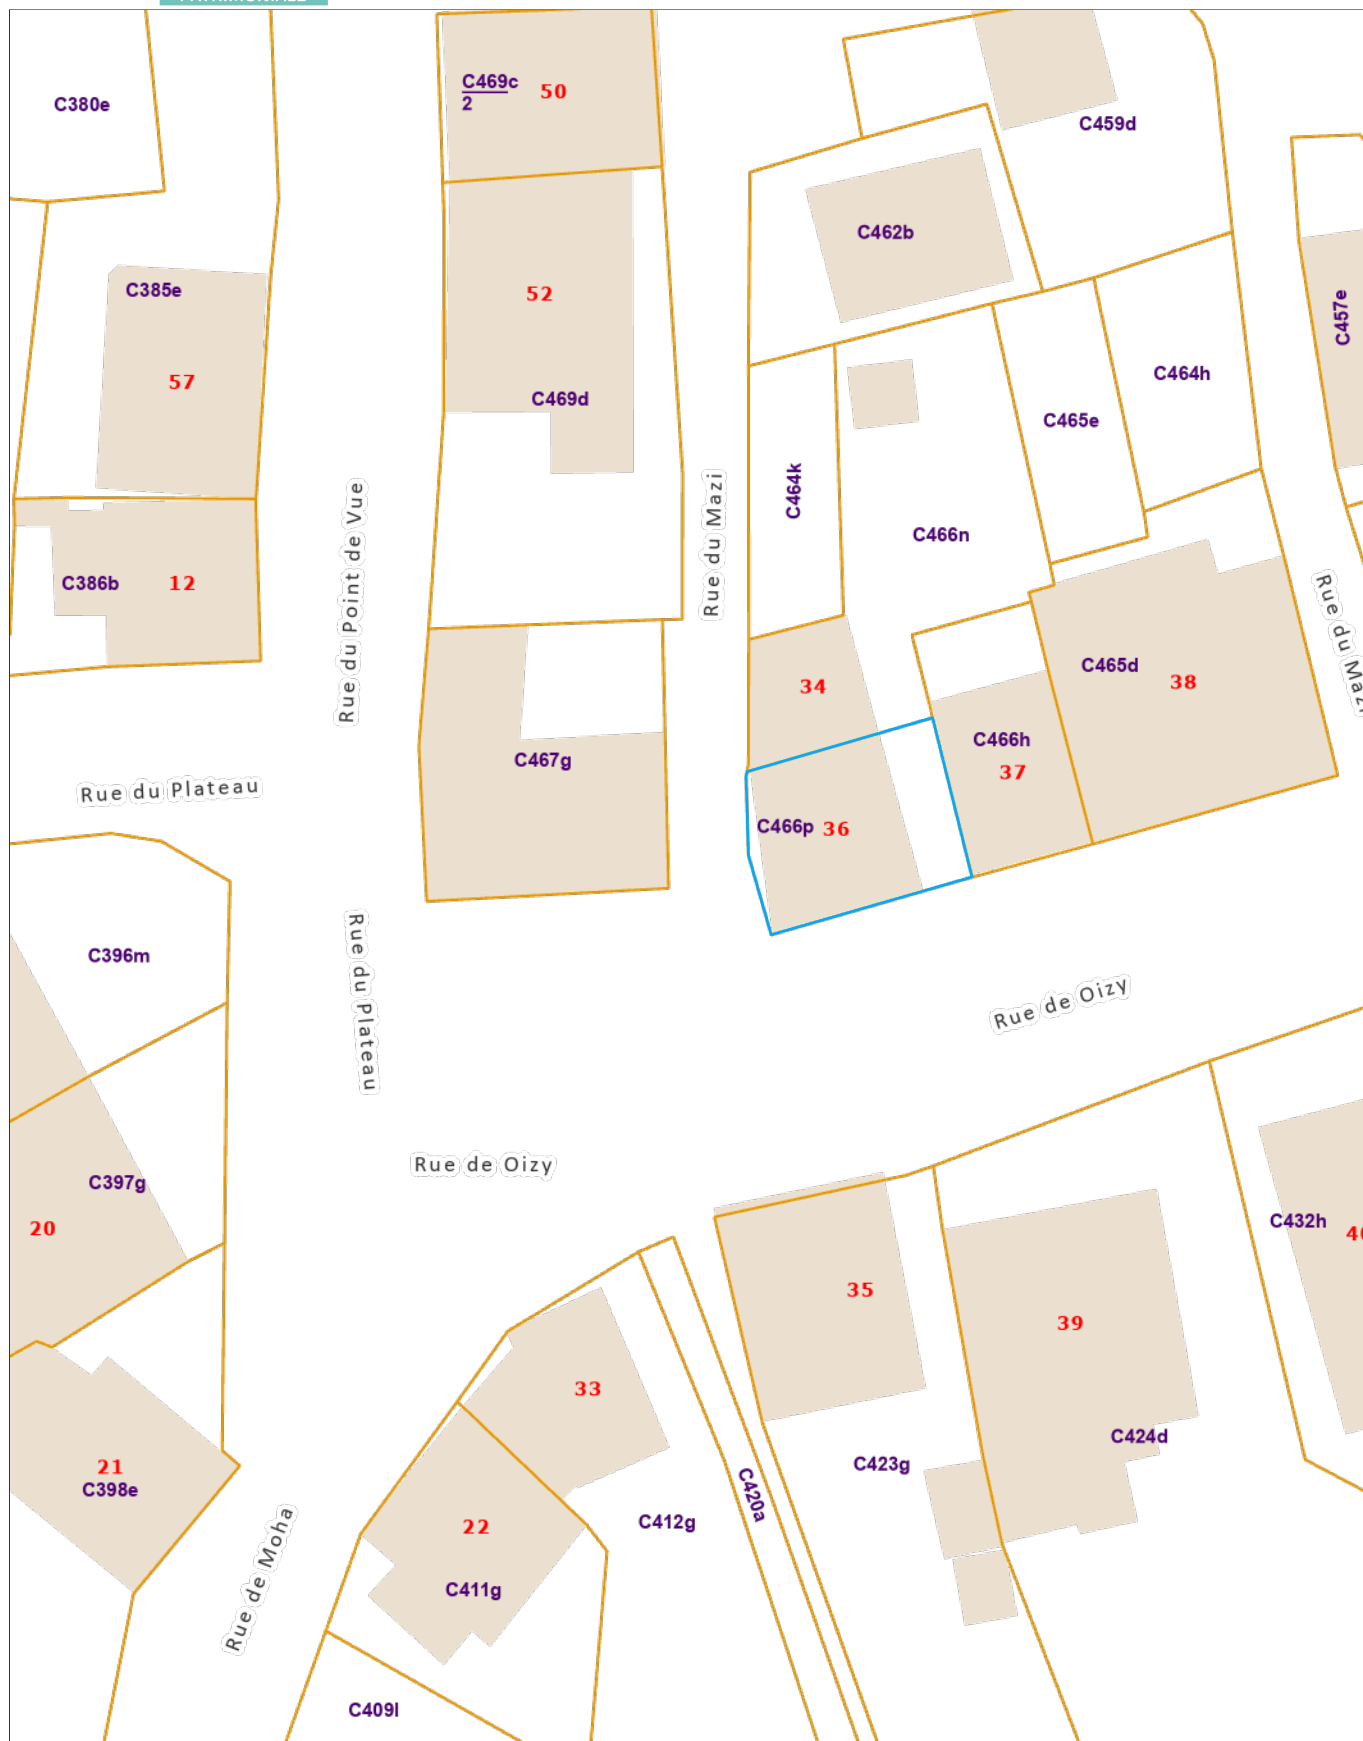 C380e
C469c
2
50
C459d
C462b
C385e
52
C457e
57
C464h
C469d
C465e
C464k
Rue du Mazi
C466n
Rue du Point de Vue
C386b
12
Rue du Mazi
C465d
38
34
C466h
C467g
37
Rue du Plateau
C466p
36
C396m
Rue du Plateau
Rue de Oizy
Rue de Oizy
C397g
20
C432h
35
39
33
C424d
C423g
21
C398e
C420a
22
C412g
Rue de Moha
C411g
C409l